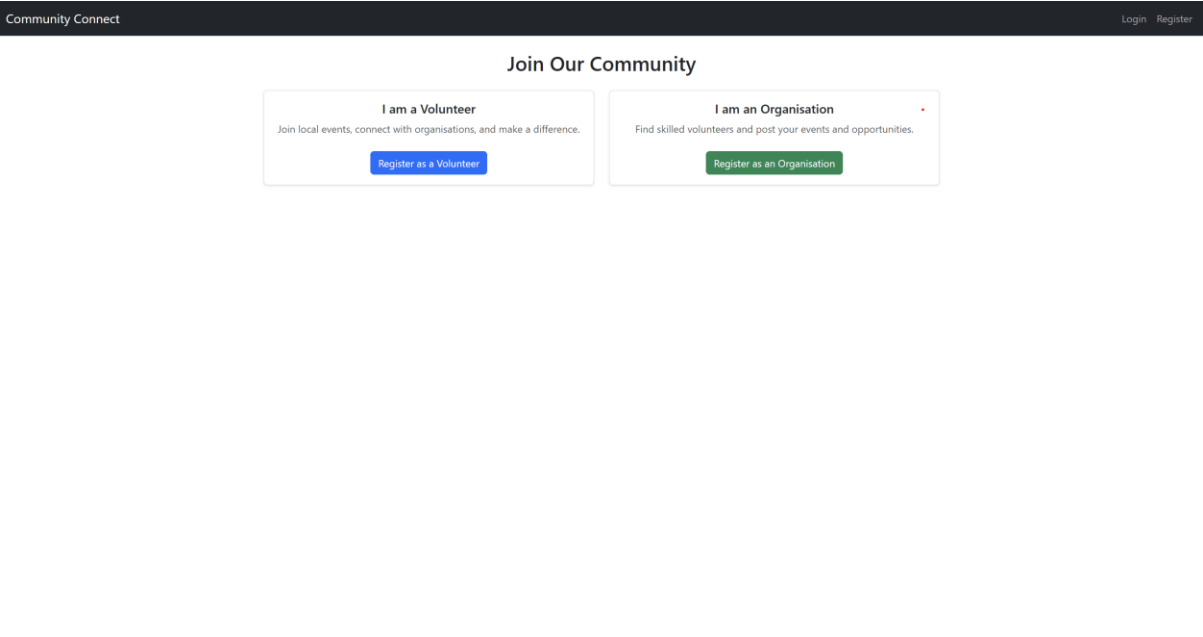 Community Connect
Login Register
Join Our Community
I am a Volunteer
Join local events, connect with organisations, and make a difference.
Register as a Volunteer
I am an Organisation
Find skilled volunteers and post your events and opportunities.
Register as an Organisation